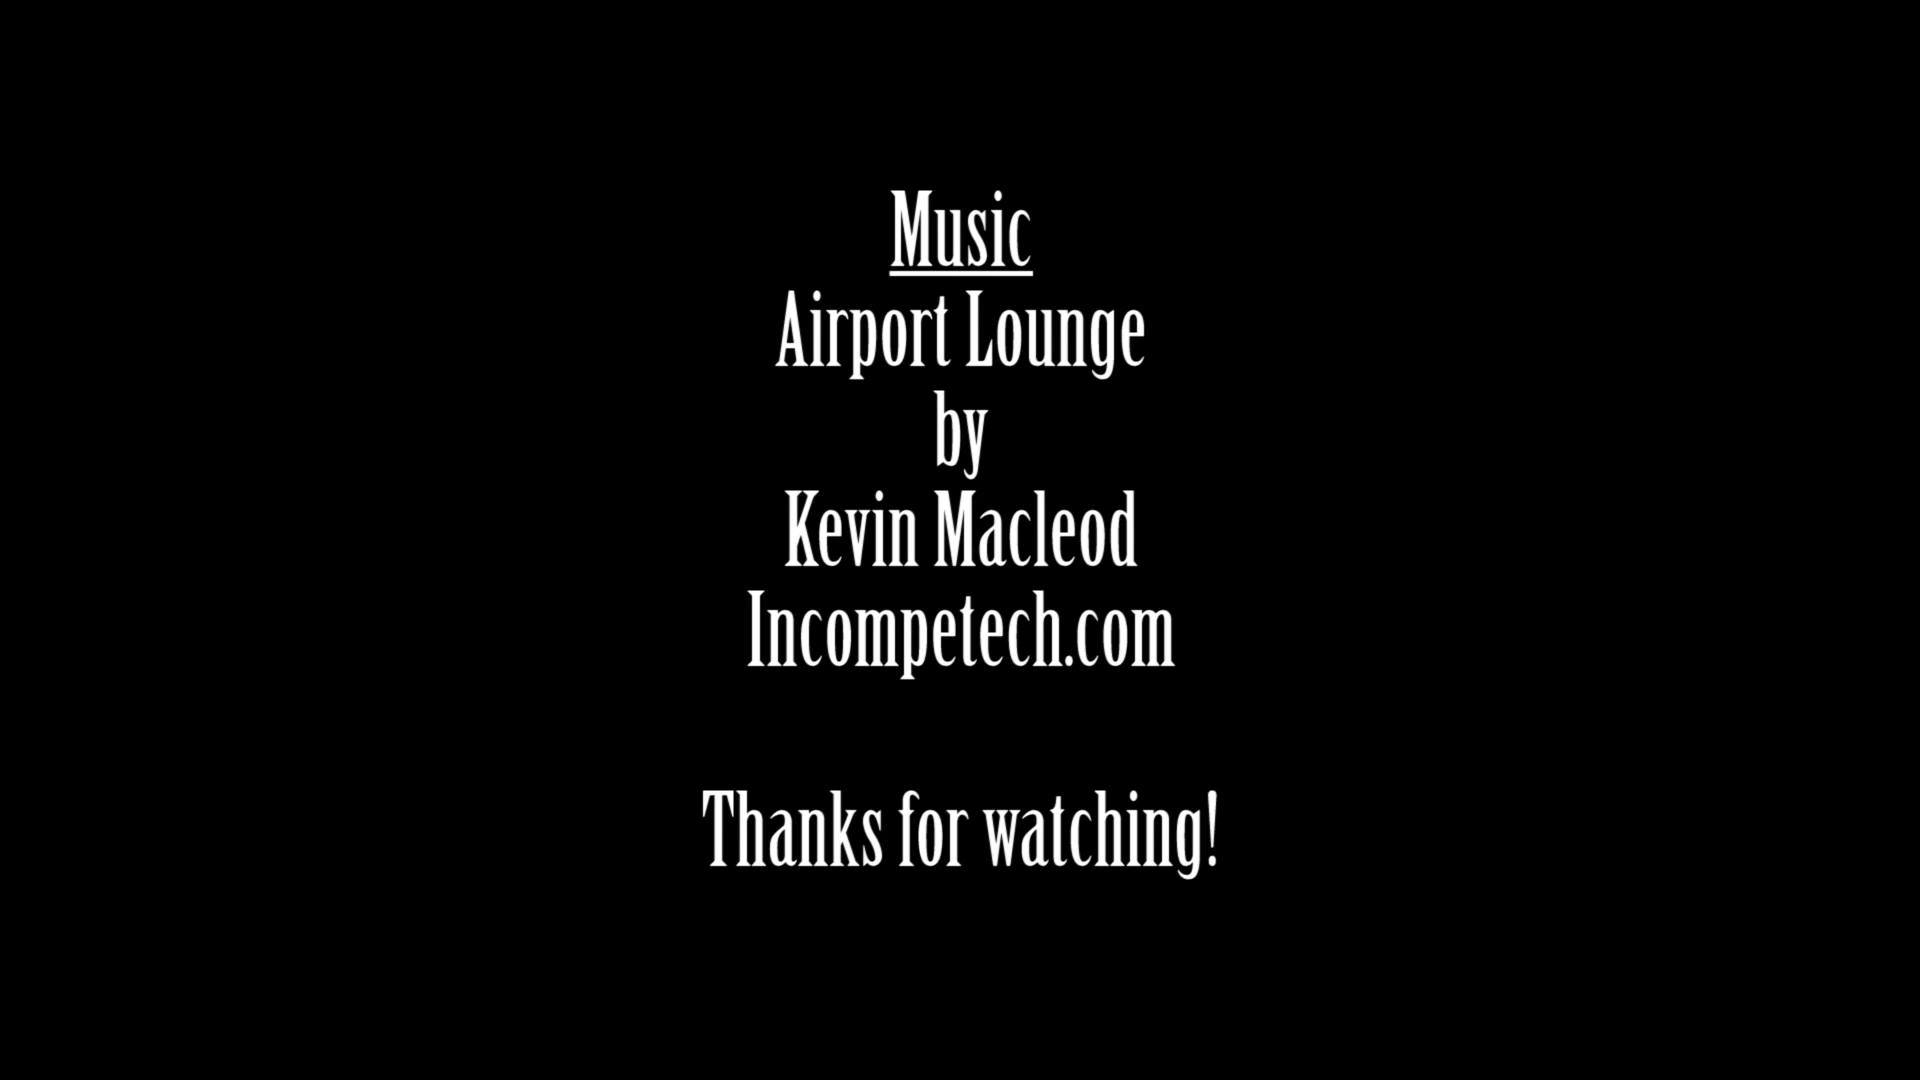 Music
Airport Lounge
by
Kevin Macleod
Incompetech.com
Thanks for watching!